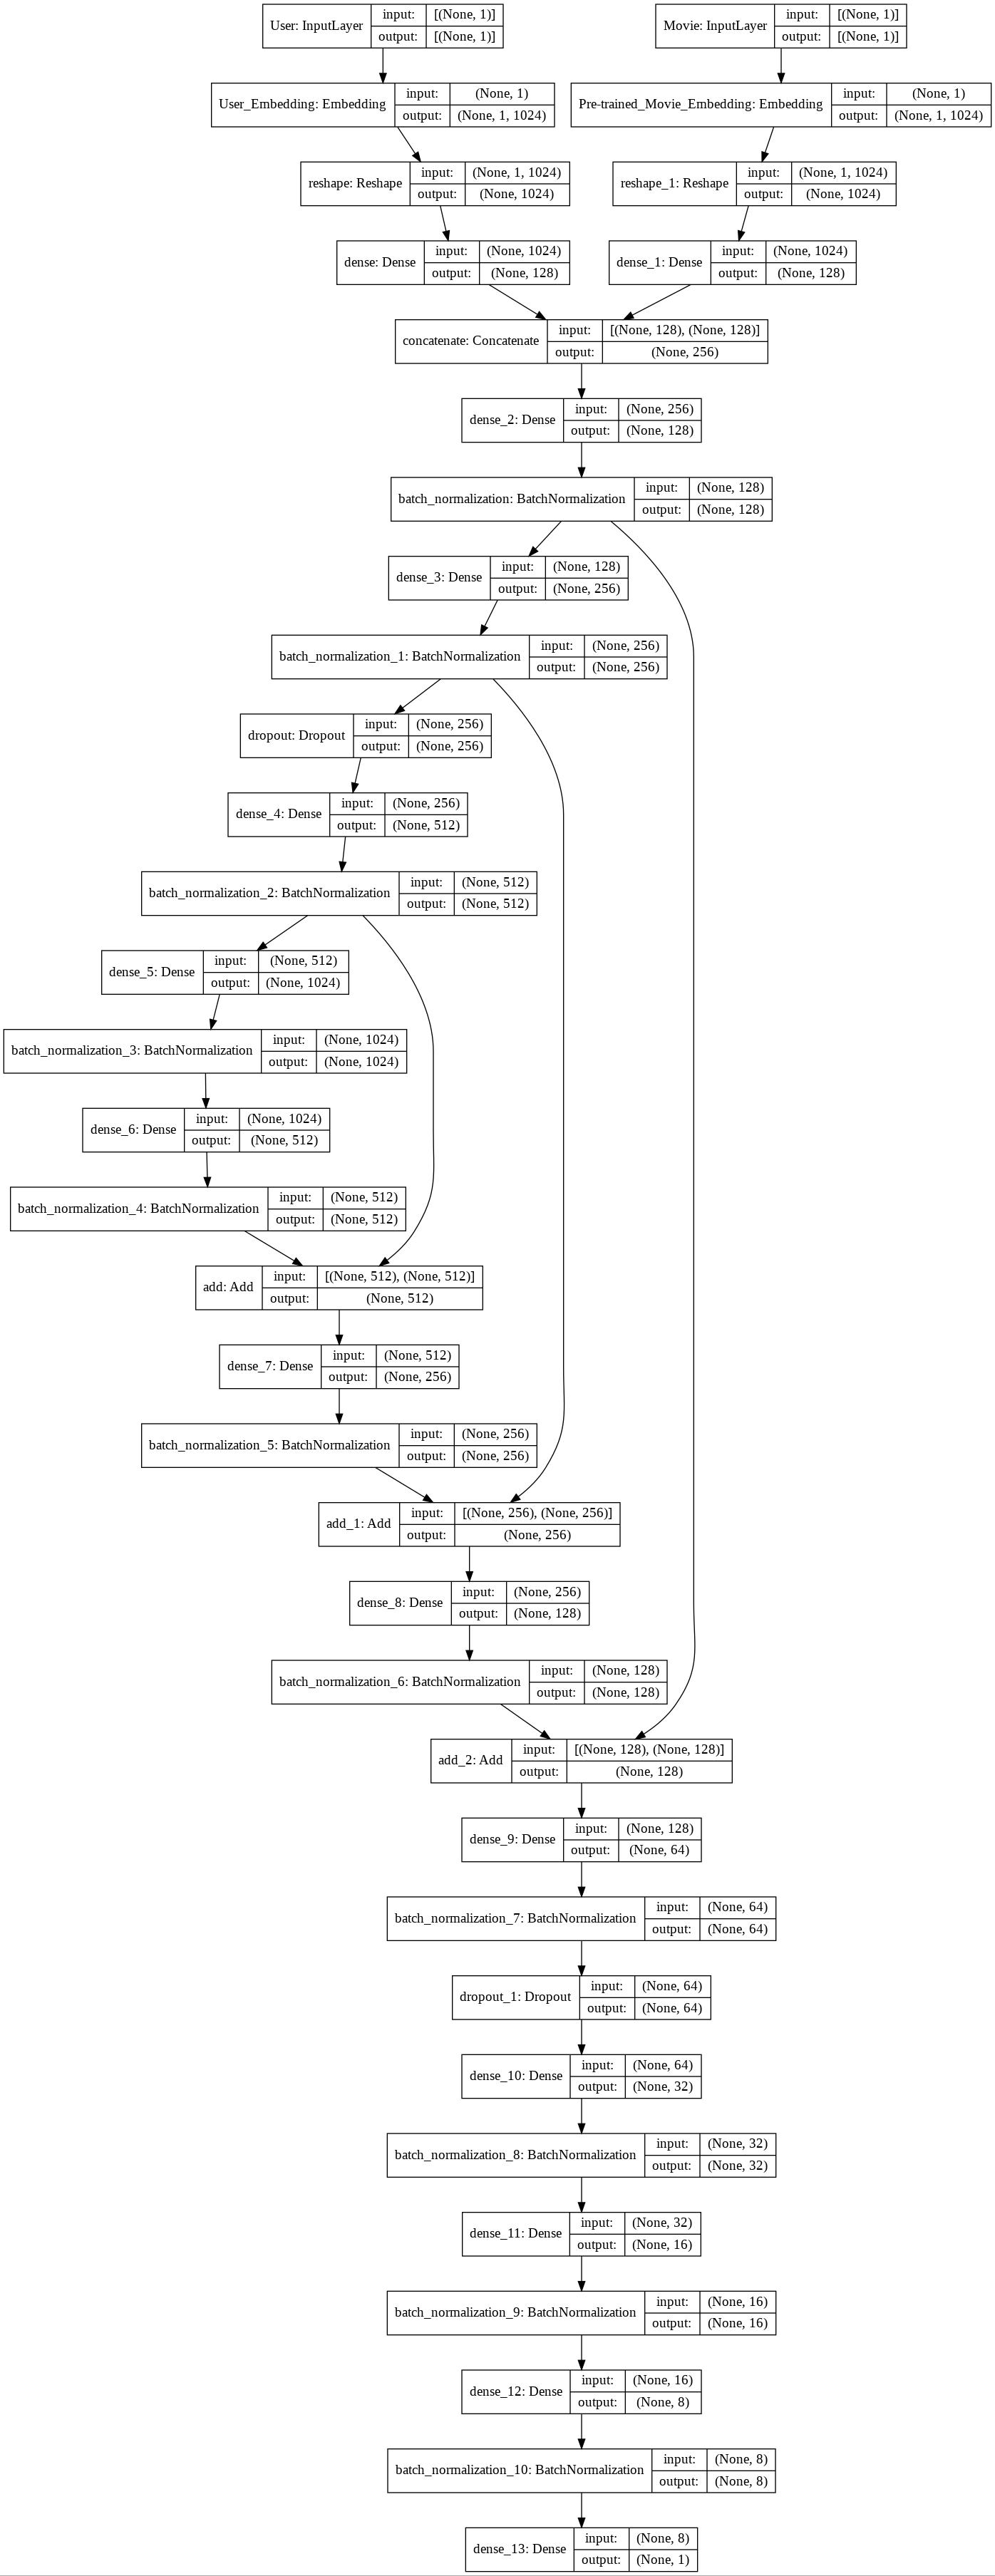 User: InputLayer input: [(None, 1)]
output: [(None, 1)]
Movie: InputLayer input: [(None, 1)]
output: [(None, 1)]
User_Embedding: Embedding input: (None, 1)
output: (None, 1, 1024)
Pre-trained_Movie_Embedding: Embedding input: (None, 1)
output: (None, 1, 1024)
reshape: Reshape input: (None, 1, 1024)
output: (None, 1024)
reshape_1: Reshape input: (None, 1, 1024)
output: (None, 1024)
dense: Dense input: (None, 1024)
output: (None, 128)
dense_1: Dense input: (None, 1024)
output: (None, 128)
concatenate: Concatenate input: [(None, 128), (None, 128)]
output: (None, 256)
dense_2: Dense input: (None, 256)
output: (None, 128)
batch_normalization: BatchNormalization input: (None, 128)
output: (None, 128)
dense_3: Dense input: (None, 128)
output: (None, 256)
batch_normalization_1: BatchNormalization input: (None, 256)
output: (None, 256)
dropout: Dropout input: (None, 256)
output: (None, 256)
dense_4: Dense input: (None, 256)
output: (None, 512)
batch_normalization_2: BatchNormalization input: (None, 512)
output: (None, 512)
dense_5: Dense input: (None, 512)
output: (None, 1024)
batch_normalization_3: BatchNormalization input: (None, 1024)
output: (None, 1024)
dense_6: Dense input: (None, 1024)
output: (None, 512)
batch_normalization_4: BatchNormalization input: (None, 512)
output: (None, 512)
add: Add input: [(None, 512), (None, 512)]
output: (None, 512)
dense_7: Dense input: (None, 512)
output: (None, 256)
batch_normalization_5: BatchNormalization input: (None, 256)
output: (None, 256)
add_1: Add input: [(None, 256), (None, 256)]
output: (None, 256)
dense_8: Dense input: (None, 256)
output: (None, 128)
batch_normalization_6: BatchNormalization input: (None, 128)
output: (None, 128)
add_2: Add input: [(None, 128), (None, 128)]
output: (None, 128)
dense_9: Dense input: (None, 128)
output: (None, 64)
batch_normalization_7: BatchNormalization input: (None, 64)
output: (None, 64)
dropout_1: Dropout input: (None, 64)
output: (None, 64)
dense_10: Dense input: (None, 64)
output: (None, 32)
batch_normalization_8: BatchNormalization input: (None, 32)
output: (None, 32)
dense_11: Dense input: (None, 32)
output: (None, 16)
batch_normalization_9: BatchNormalization input: (None, 16)
output: (None, 16)
dense_12: Dense input: (None, 16)
output: (None, 8)
batch_normalization_10: BatchNormalization input: (None, 8)
output: (None, 8)
dense_13: Dense input: (None, 8)
output: (None, 1)